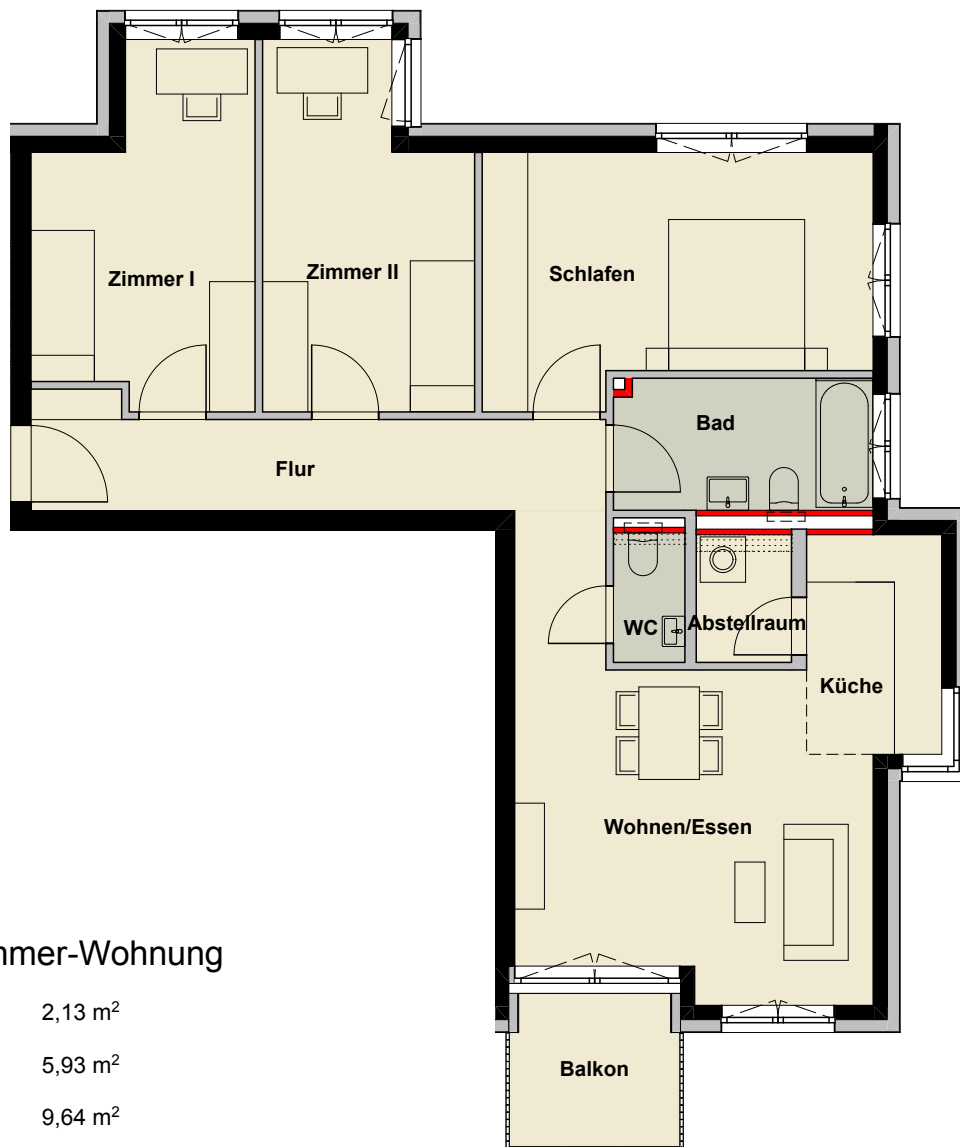 Zimmer I
Zimmer II
Schlafen
Bad
Flur
WC
Abstellraum
Küche
Wohnen/Essen
Balkon
mer-Wohnung
2,13 m²
5,93 m²
9,64 m²